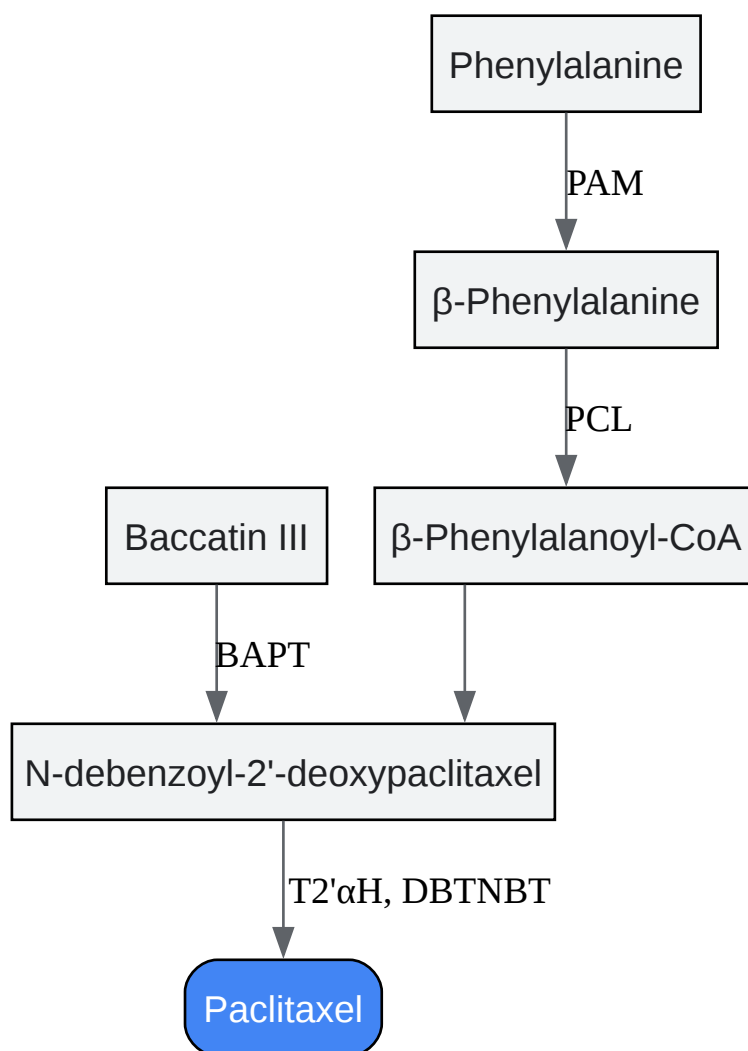 Phenylalanine
PAM
β-Phenylalanine
PCL
Baccatin III
β-Phenylalanoyl-CoA
BAPT
N-debenzoyl-2'-deoxypaclitaxel
T2'αH, DBTNBT
Paclitaxel